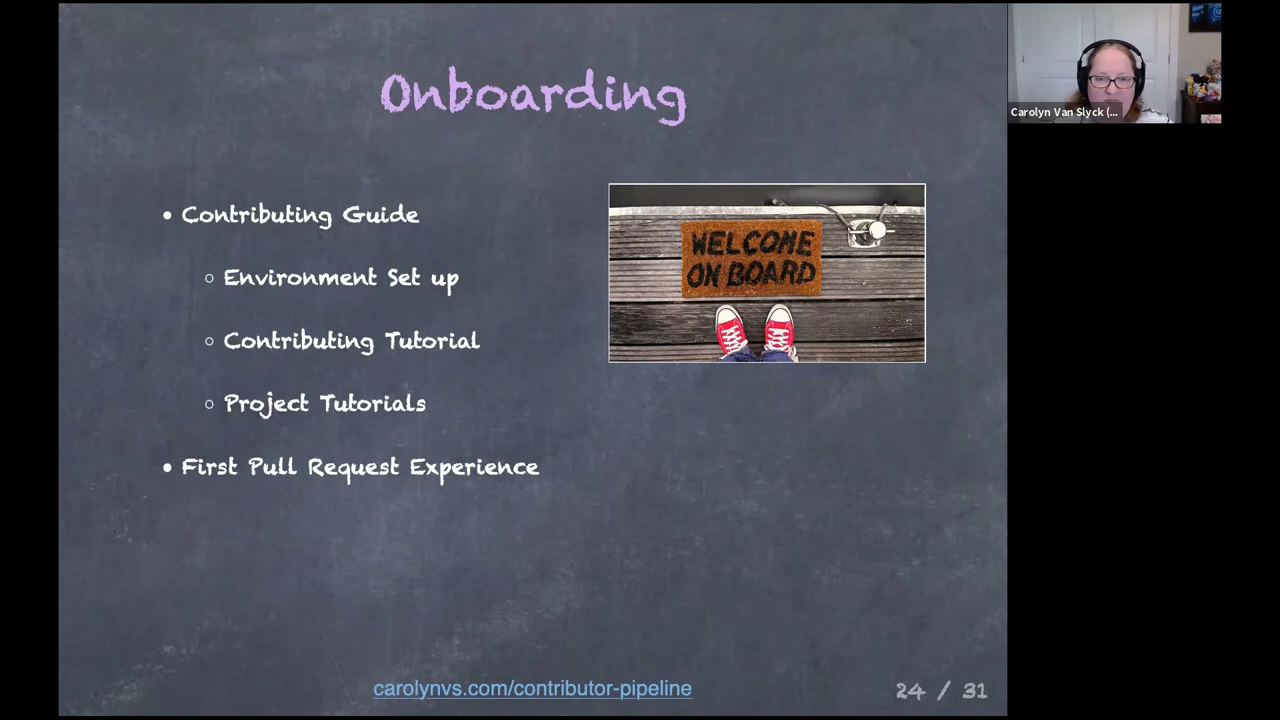 Onboarding
Carolyn Van Slyck (...
• Contributing Guide
WELCOME
ON BOARD
○ Environment Set up
○ Contributing Tutorial
○ Project Tutorials
• First Pull Request Experience
carolynvs.com/contributor-pipeline
24 / 31